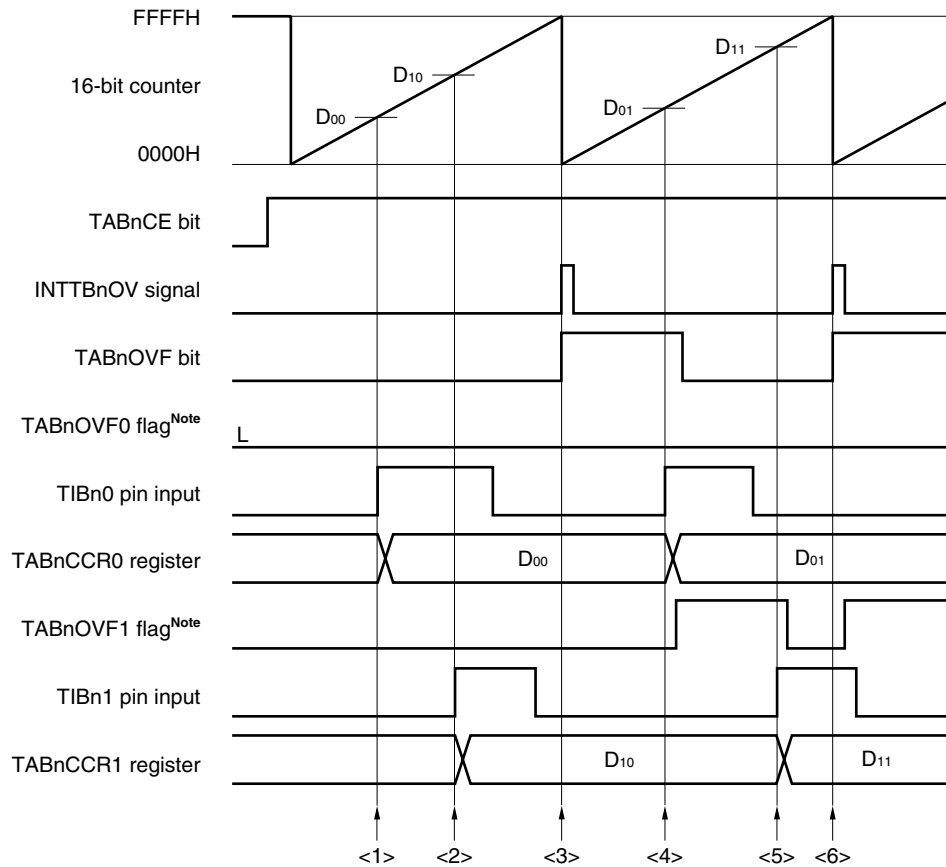 FFFFH
D11
D10
16-bit counter
D01
D00
0000H
TABnCE bit
INTTBnOV signal
TABnOVF bit
TABnOVF0 flagNote
L
TIBn0 pin input
TABnCCR0 register
D00
D01
TABnOVF1 flagNote
TIBn1 pin input
TABnCCR1 register
D10
D11
<1>
<2>
<3>
<4>
<5>
<6>